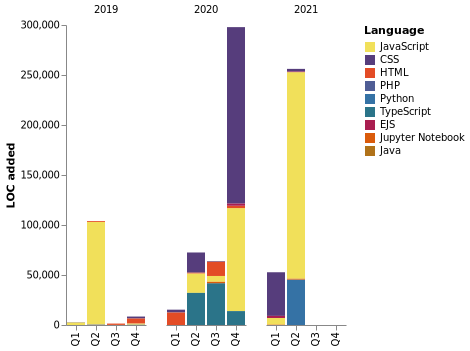 2019 2020 2021
Language
300,000
JavaScript
CSS
HTML
250,000
PHP
Python
TypeScript
EJS
200,000
Jupyter Notebook
Java
LOC added
150,000
100,000
50,000
0
Q1 Q2 Q3 Q4 Q1 Q2 Q3 Q4 Q1 Q2 Q3 Q4